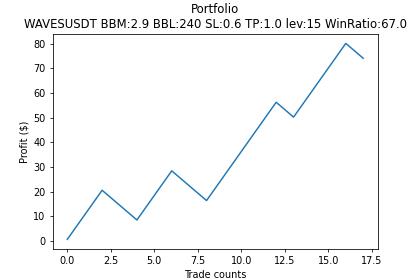 Portfolio
WAVESUSDT BBM:2.9 BBL:240 SL:0.6 TP:1.0 lev:15 WinRatio:67.0
80
70
60
50
40
30
20
10
0
Profit ($)
0.0 2.5 5.0 7.5 10.0 12.5 15.0 17.5
Trade counts